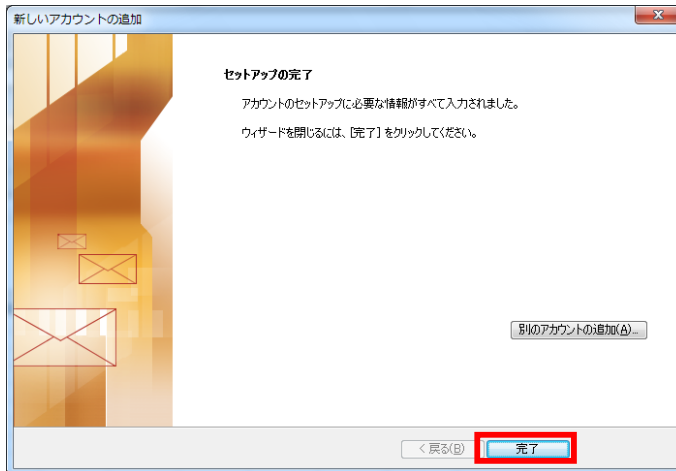 新しいアカウントの追加
セットアップの完了
アカウントのセットアップに必要な情報がすべて入力されました。
ウィザードを閉じるには、[完了] をクリックしてください。
別のアカウントの追加(A)...
< 戻る(B)
完了